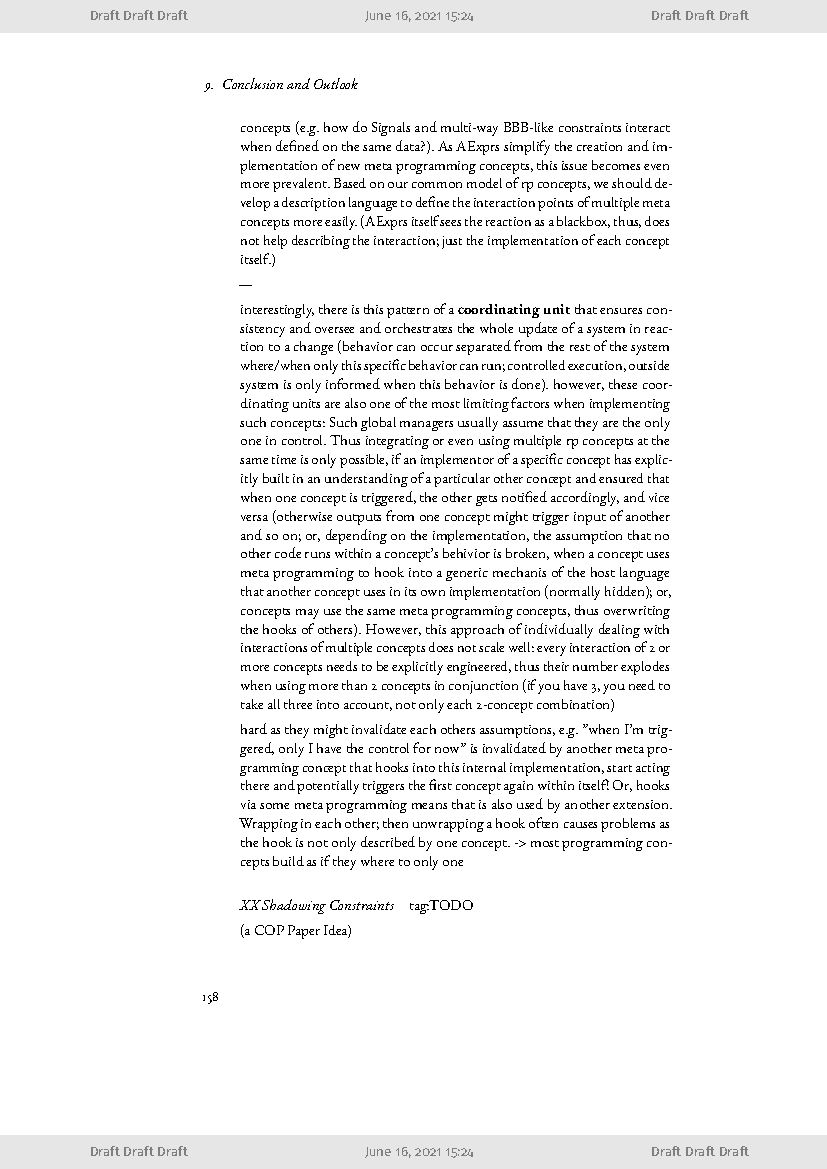 Draft Draft Draft June 16, 2021 15:24 Draft Draft Draft
9. Conclusion and Outlook
concepts (e.g. how do Signals and multi-way BBB-like constraints interact
when defined on the same data?). As AExprs simplify the creation and im-
plementation of new meta programming concepts, this issue becomes even
more prevalent. Based on our common model of rp concepts, we should de-
velop a description language to define the interaction points of multiple meta
concepts more easily. (AExprs itself sees the reaction as a blackbox, thus, does
not help describing the interaction; just the implementation of each concept
itself.)
—
interestingly, there is this pattern of a coordinating unit that ensures con-
sistency and oversee and orchestrates the whole update of a system in reac-
tion to a change (behavior can occur separated from the rest of the system
where/when only this specific behavior can run; controlled execution, outside
system is only informed when this behavior is done). however, these coor-
dinating units are also one of the most limiting factors when implementing
such concepts: Such global managers usually assume that they are the only
one in control. Thus integrating or even using multiple rp concepts at the
same time is only possible, if an implementor of a specific concept has explic-
itly built in an understanding of a particular other concept and ensured that
when one concept is triggered, the other gets notified accordingly, and vice
versa (otherwise outputs from one concept might trigger input of another
and so on; or, depending on the implementation, the assumption that no
other code runs within a concept's behivior is broken, when a concept uses
meta programming to hook into a generic mechanis of the host language
that another concept uses in its own implementation (normally hidden); or,
concepts may use the same meta programming concepts, thus overwriting
the hooks of others). However, this approach of individually dealing with
interactions of multiple concepts does not scale well: every interaction of 2 or
more concepts needs to be explicitly engineered, thus their number explodes
when using more than 2 concepts in conjunction (if you have 3, you need to
take all three into account, not only each 2-concept combination)
hard as they might invalidate each others assumptions, e.g. ”when I'm trig-
gered, only I have the control for now” is invalidated by another meta pro-
gramming concept that hooks into this internal implementation, start acting
there and potentially triggers the first concept again within itself! Or, hooks
via some meta programming means that is also used by another extension.
Wrapping in each other; then unwrapping a hook often causes problems as
the hook is not only described by one concept. -> most programming con-
cepts build as if they where to only one
XX Shadowing Constraints tag:TODO
(a COP Paper Idea)
158
Draft Draft Draft June 16, 2021 15:24 Draft Draft Draft